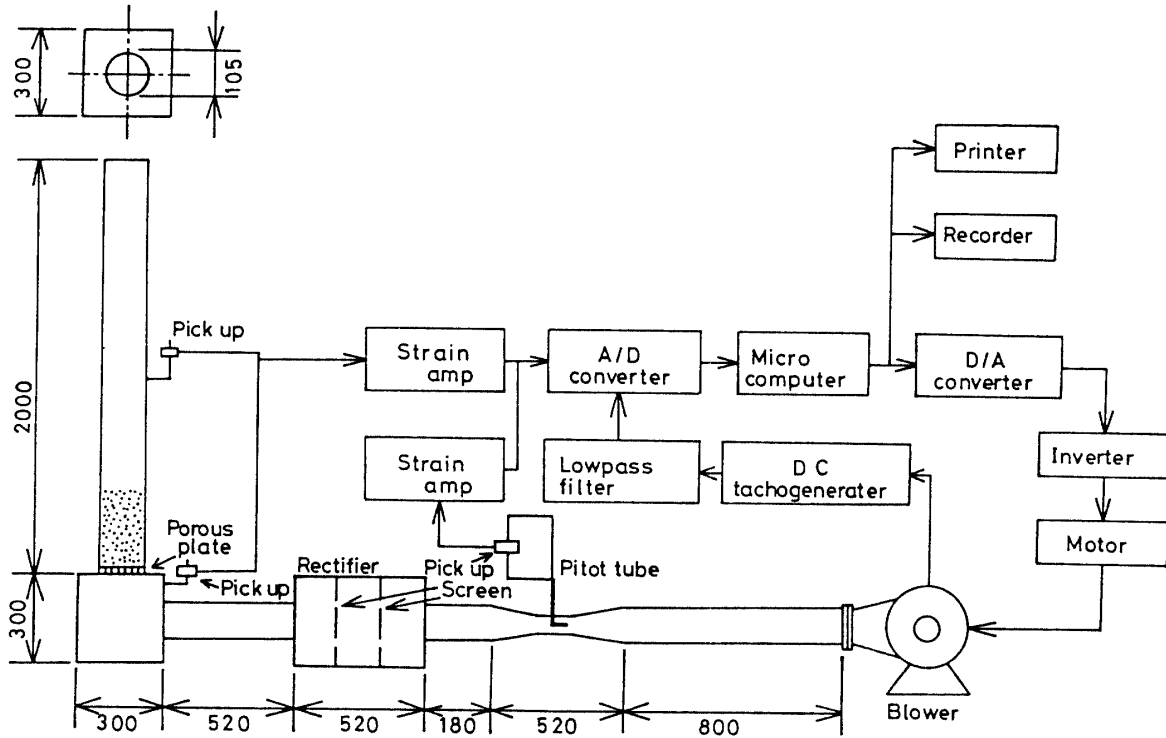 300
105
Printer
Recorder
2000
Pick up
Strain
amp
A/D
converter
Micro
computer
D/A
converter
Strain
amp
Lowpass
filter
DC
tachogenerater
Inverter
Motor
Porous
plate
Pick up
Rectifier
Pick up
Screen
Pitot tube
300
300
520
520
180
520
800
Blower